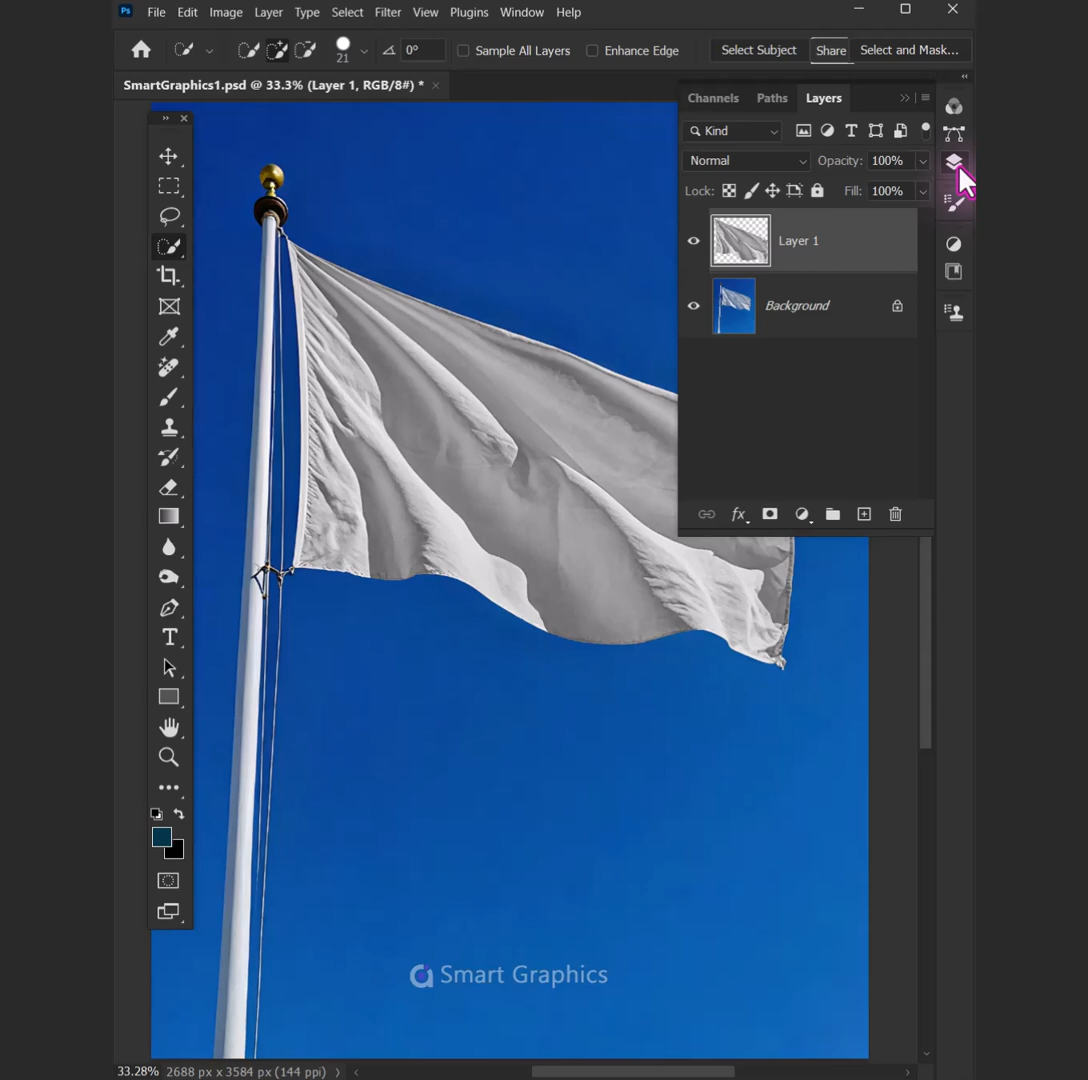 Ps File Edit Image Layer Type Select Filter View Plugins Window Help
21 0° Sample All Layers Enhance Edge Select Subject Share Select and Mask...
SmartGraphics1.psd @ 33.3% (Layer 1, RGB/8#) * ×
Channels Paths Layers
Kind
Normal Opacity: 100%
Lock: Fill: 100%
Layer 1
Background
fx
Smart Graphics
33.28% 2688 px x 3584 px (144 ppi)